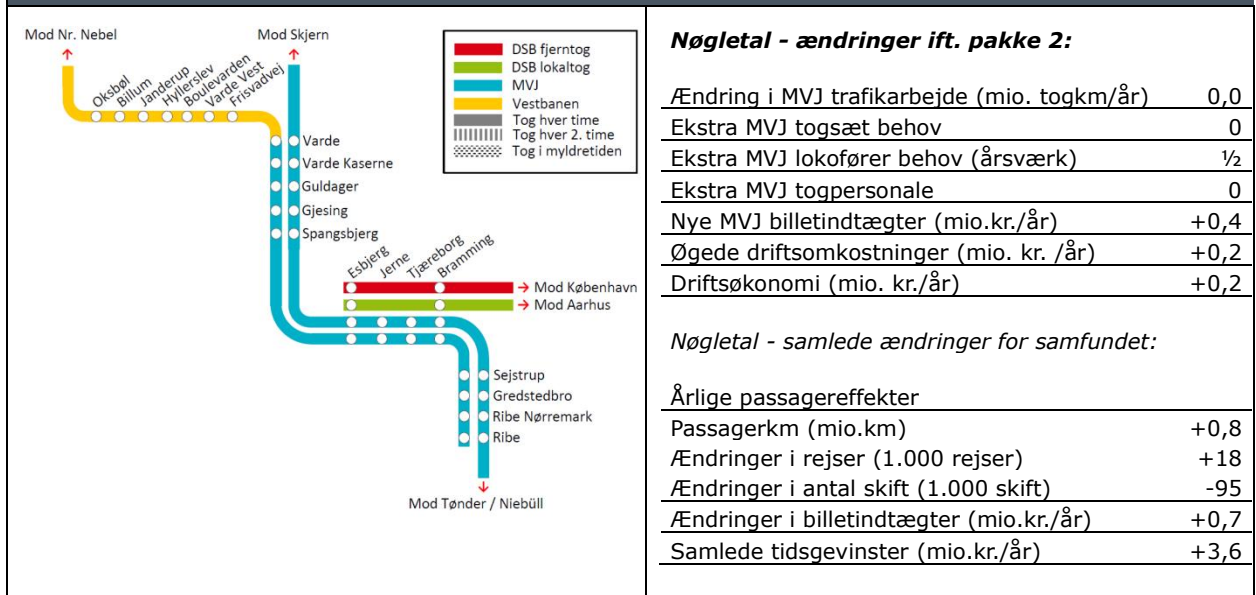 Mod Nr. Nebel
Mod Skjern
Oksbøl
Billum
Janderup
Hyllerslev
Boulevarden
Varde Vest
Frisvadvej
DSB fjerntog
DSB lokaltog
MVJ
Vestbanen
Tog hver time
Tog hver 2. time
Tog i myldretiden
Varde
Varde Kaserne
Guldager
Gjesing
Spangsbjerg
Esbjerg
Jerne
Tjæreborg
Bramming
Mod København
Mod Aarhus
Sejstrup
Gredstedbro
Ribe Nørremark
Ribe
Mod Tønder / Niebüll
Nøgletal - ændringer ift. pakke 2:
Ændring i MVJ trafikarbejde (mio. togkm/år) 0,0
Ekstra MVJ togsæt behov 0
Ekstra MVJ lokofører behov (årsværk) ½
Ekstra MVJ togpersonale 0
Nye MVJ billetindtægter (mio.kr./år) +0,4
Øgede driftsomkostninger (mio. kr. /år) +0,2
Driftsøkonomi (mio. kr./år) +0,2
Nøgletal - samlede ændringer for samfundet:
Årlige passagereffekter
Passagerkm (mio.km) +0,8
Ændringer i rejser (1.000 rejser) +18
Ændringer i antal skift (1.000 skift) -95
Ændringer i billetindtægter (mio.kr./år) +0,7
Samlede tidsgevinster (mio.kr./år) +3,6